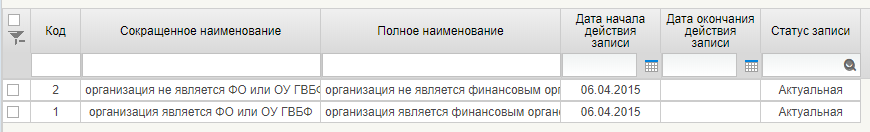 Код Сокращенное наименование Полное наименование Дата начала действия записи Дата окончания действия записи Статус записи
2 организация не является ФО или ОУ ГВБФ организация не является финансовым орг 06.04.2015 Актуальная
1 организация является ФО или ОУ ГВБФ организация является финансовым орган 06.04.2015 Актуальная